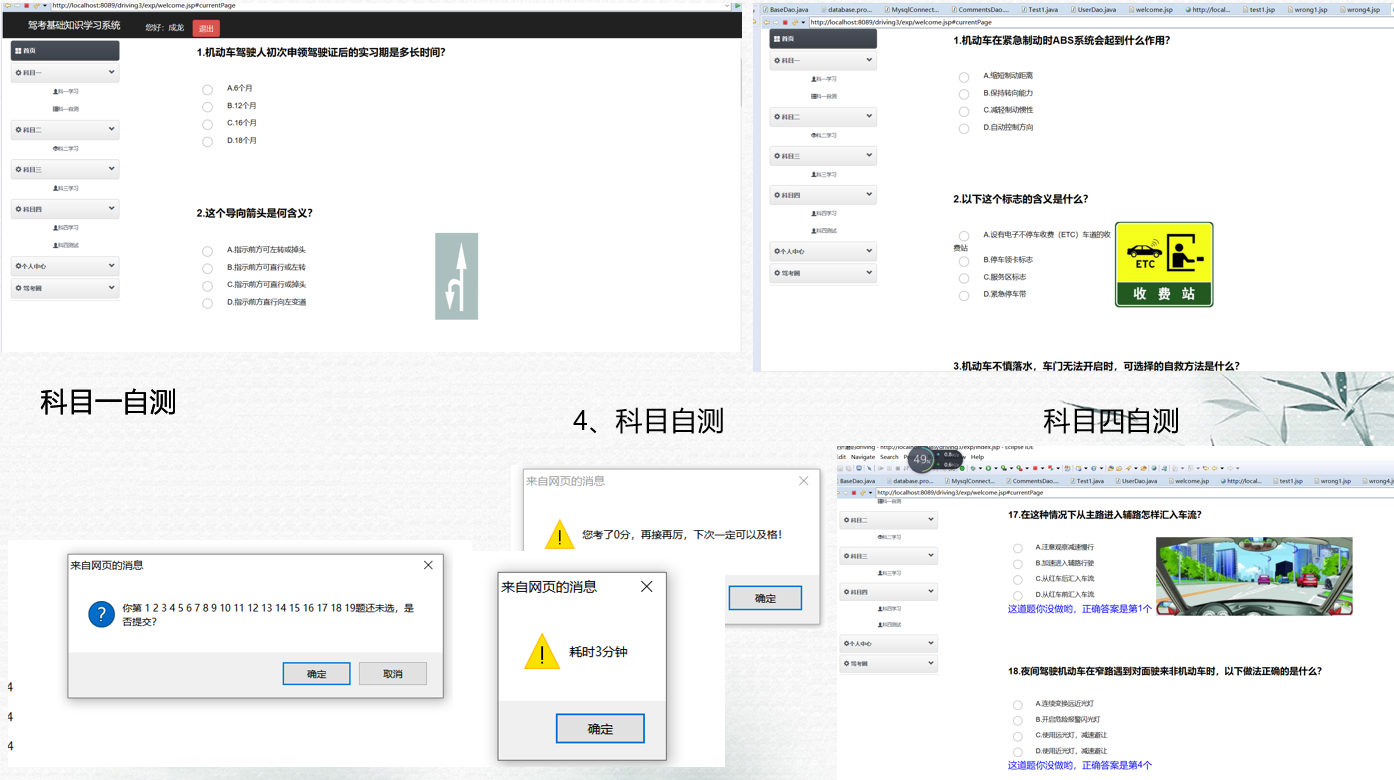 http://localhost:8089/driving3/exp/welcome.jsp#currentPage
驾考基础知识学习系统
您好：成龙
退出
首页
科目一
科一学习
科一自测
科目二
科二学习
科目三
科三学习
科目四
科四学习
科四测试
个人中心
驾考圈
1.机动车驾驶人初次申领驾驶证后的实习期是多长时间?
A.6个月
B.12个月
C.16个月
D.18个月
2.这个导向箭头是何含义?
A.指示前方可左转或掉头
B.指示前方可直行或左转
C.指示前方可直行或掉头
D.指示前方直行向左变道
BaseDao.java
database.pro...
MysqlConnect...
CommentsDao....
Test1.java
UserDao.java
welcome.jsp
http://local...
test1.jsp
wrong1.jsp
wrong4.jsp
http://localhost:8089/driving3/exp/welcome.jsp#currentPage
首页
科目一
科一学习
科一自测
科目二
科二学习
科目三
科三学习
科目四
科四学习
科四测试
个人中心
驾考圈
1.机动车在紧急制动时ABS系统会起到什么作用?
A.缩短制动距离
B.保持转向能力
C.减轻制动惯性
D.自动控制方向
2.以下这个标志的含义是什么?
A.设有电子不停车收费（ETC）车道的收
费站
B.停车领卡标志
C.服务区标志
D.紧急停车带
ETC
收 费 站
3.机动车不慎落水，车门无法开启时，可选择的自救方法是什么?
科目一自测
4、科目自测
科目四自测
来自网页的消息
你第 1 2 3 4 5 6 7 8 9 10 11 12 13 14 15 16 17 18 19题还未选，是
否提交?
确定
取消
4
4
4
来自网页的消息
您考了0分，再接再厉，下次一定可以及格!
确定
来自网页的消息
耗时3分钟
确定
dit Navigate Search
Help
49%
BaseDao.java
database.pro...
MysqlConnect...
CommentsDao....
Test1.java
UserDao.java
welcome.jsp
http://local...
test1.jsp
wrong1.jsp
wrong4.j
http://localhost:8089/driving3/exp/welcome.jsp#currentPage
科一自测
科目二
科二学习
科目三
科三学习
科目四
科四学习
科四测试
个人中心
驾考圈
17.在这种情况下从主路进入辅路怎样汇入车流?
A.注意观察减速慢行
B.加速进入辅路行驶
C.从红车后汇入车流
D.从红车前汇入车流
这道题你没做哟，正确答案是第1个
18.夜间驾驶机动车在窄路遇到对面驶来非机动车时，以下做法正确的是什么?
A.连续变换远近光灯
B.开启危险报警闪光灯
C.使用远光灯，减速避让
D.使用近光灯，减速避让
这道题你没做哟，正确答案是第4个